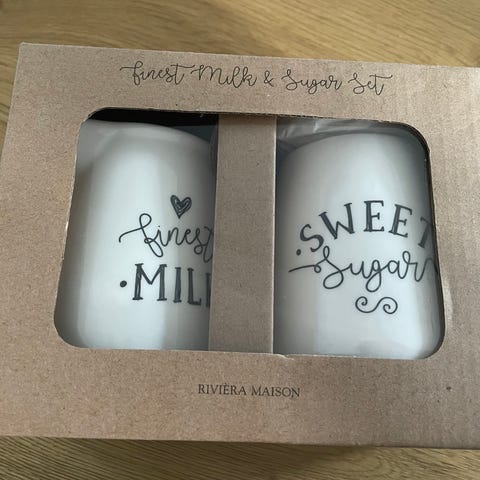 Finest Milk & Sugar Set
finest
·MILK
·SWEET
Sugar
RIVIÈRA MAISON